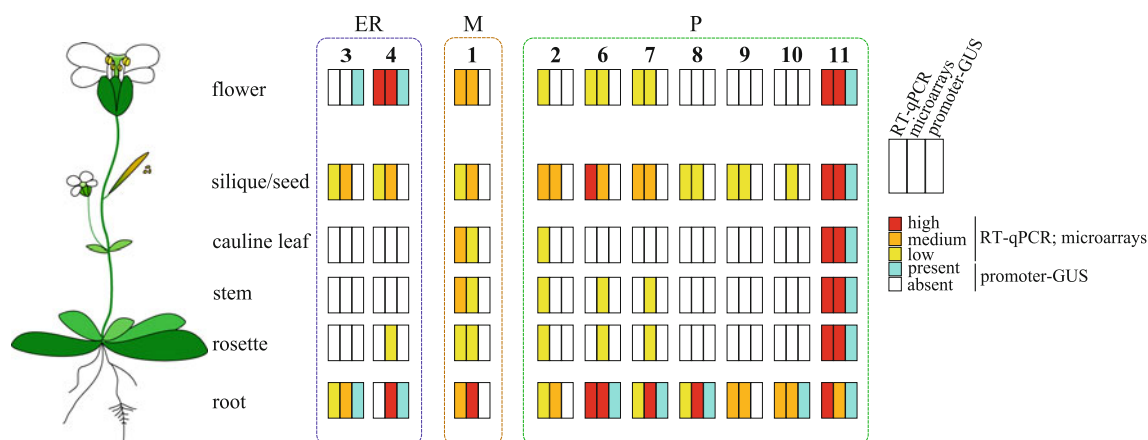 ER M P
3 4 1 2 6 7 8 9 10 11
flower
silique/seed
cauline leaf
stem
rosette
root
RT-qPCR
microarrays
promoter-GUS
high
medium
low
RT-qPCR; microarrays
present
absent
promoter-GUS